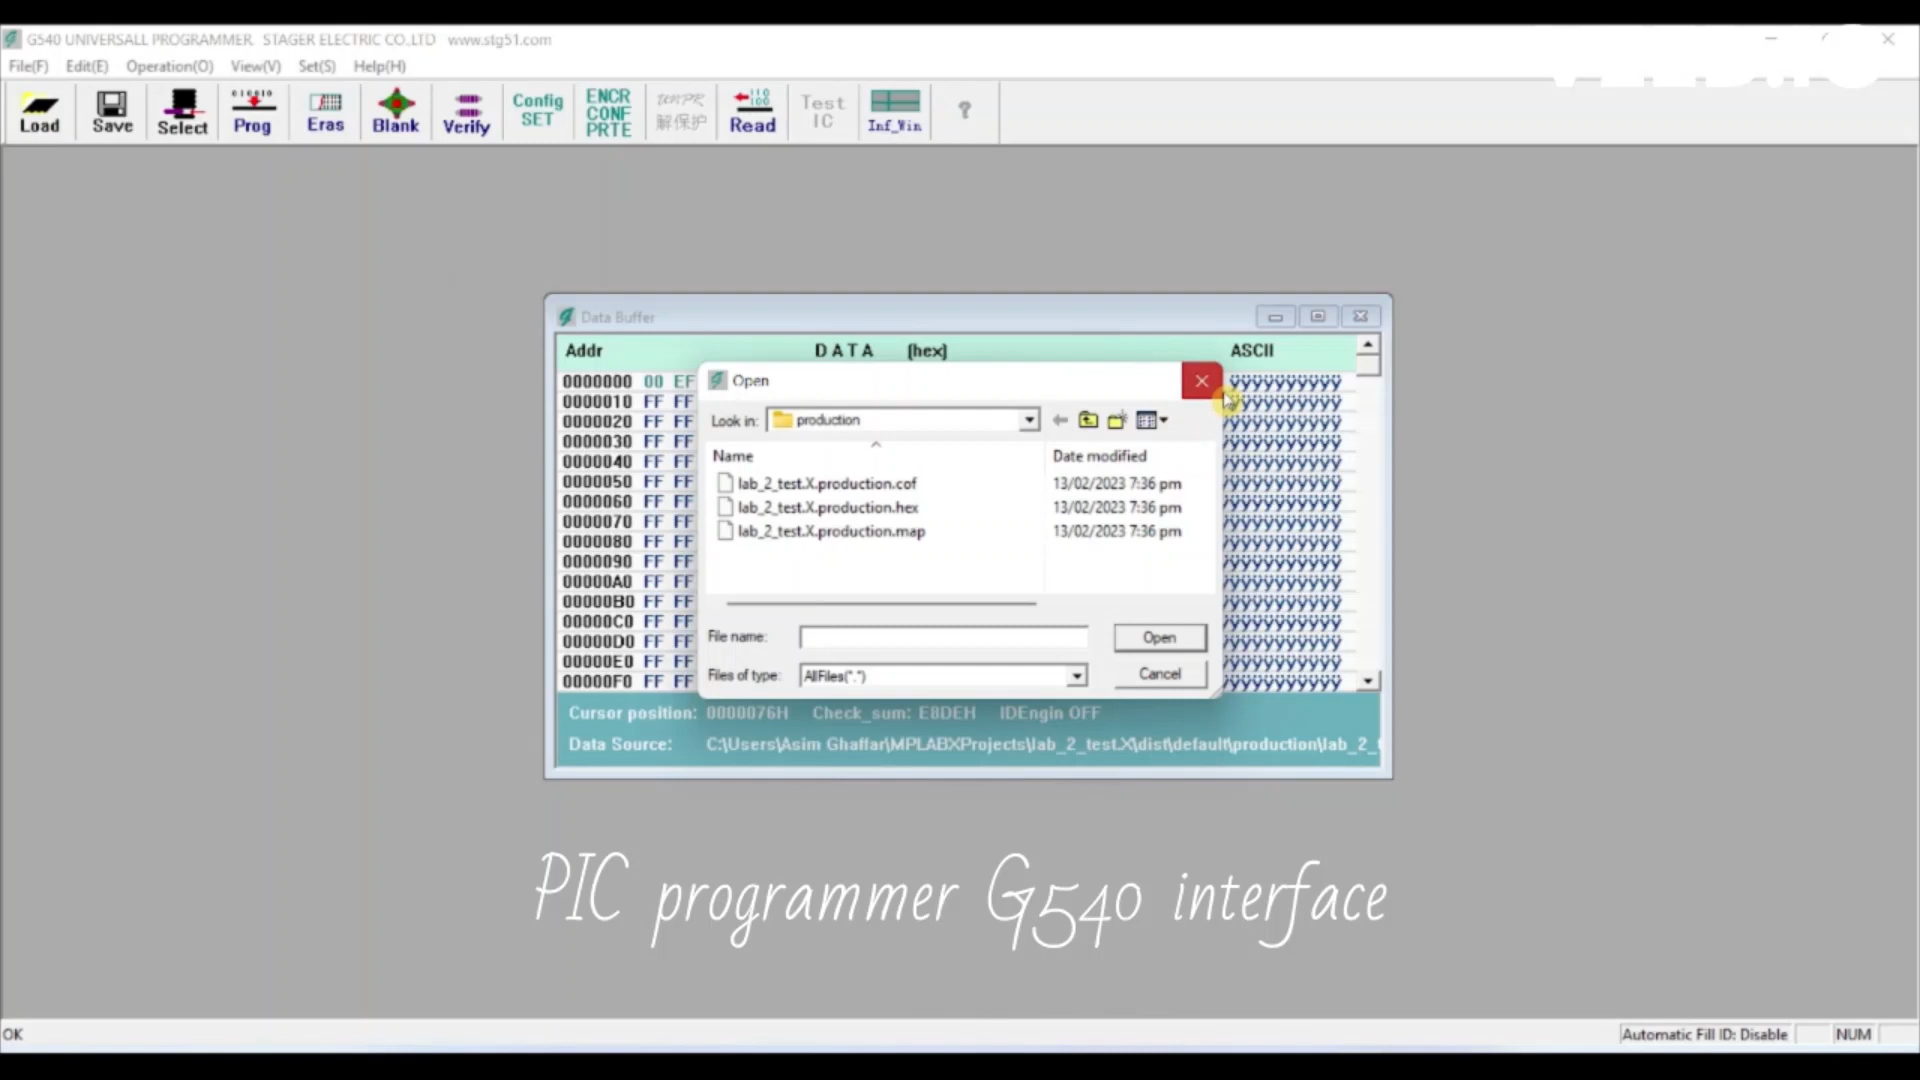 G540 UNIVERSALL PROGRAMMER. STAGER ELECTRIC CO.,LTD www.stg51.com
File(F) Edit(E) Operation(O) View(V) Set(S) Help(H)
Load Save Select Prog Eras Blank Verify Config SET ENCR CONF PRTE UNPR 解保护 Read Test IC Inf_Win ?
Data Buffer
Addr DATA (hex) ASCII
0000000 00 EF
0000010 FF FF
0000020 FF FF
0000030 FF FF
0000040 FF FF
0000050 FF FF
0000060 FF FF
0000070 FF FF
0000080 FF FF
0000090 FF FF
00000A0 FF FF
00000B0 FF FF
00000C0 FF FF
00000D0 FF FF
00000E0 FF FF
00000F0 FF FF
Open
Look in: production
Name Date modified
lab_2_test.X.production.cof 13/02/2023 7:36 pm
lab_2_test.X.production.hex 13/02/2023 7:36 pm
lab_2_test.X.production.map 13/02/2023 7:36 pm
File name: Open
Files of type: AllFiles(*.*) Cancel
Cursor position: 0000076H Check_sum: E8DEH IDEngin OFF
Data Source: C:\Users\Asim Ghaffar\MPLABXProjects\lab_2_test.X\dist\default\production\lab_2_t
PIC programmer G540 interface
OK Automatic Fill ID: Disable NUM